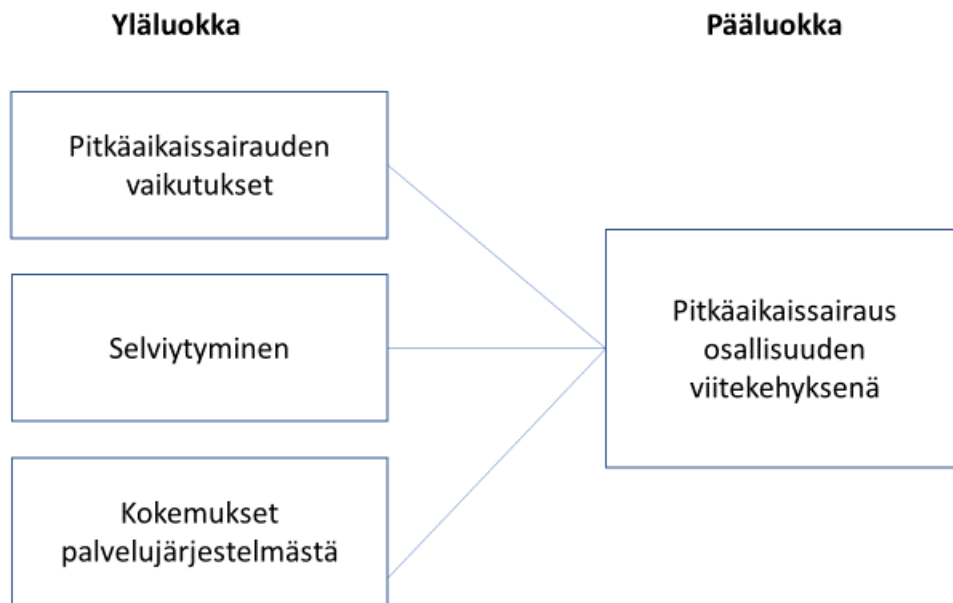 Yläluokka
Pääluokka
Pitkäaikaissairauden
vaikutukset
Selviytyminen
Kokemukset
palvelujärjestelmästä
Pitkäaikaissairaus
osallisuuden
viitekehyksenä